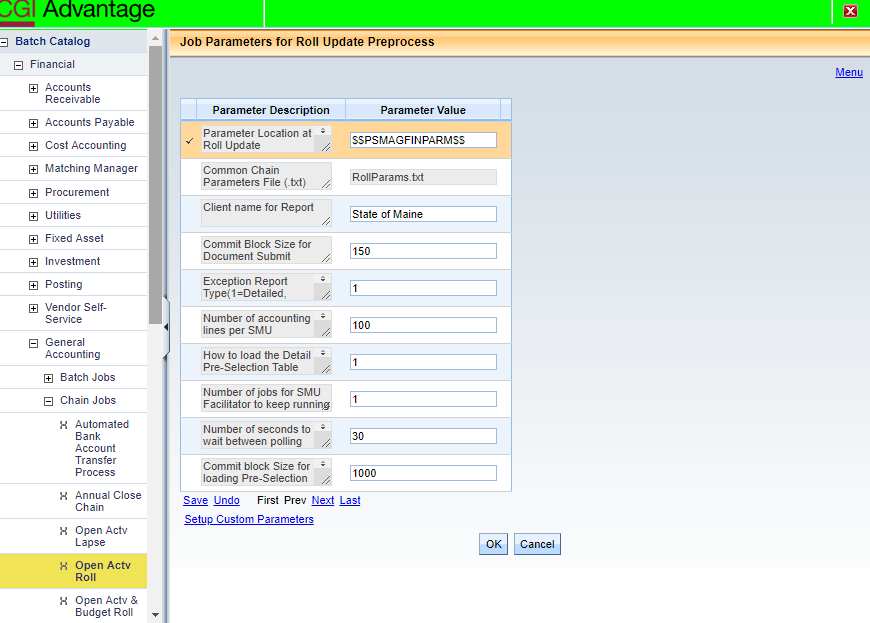 CGI Advantage
Batch Catalog
Financial
Accounts
Receivable
Accounts Payable
Cost Accounting
Matching Manager
Procurement
Utilities
Fixed Asset
Investment
Posting
Vendor Self-
Service
General
Accounting
Batch Jobs
Chain Jobs
Automated
Bank
Account
Transfer
Process
Annual Close
Chain
Open Actv
Lapse
Open Actv
Roll
Open Actv &
Budget Roll
Job Parameters for Roll Update Preprocess
Menu
Parameter Description Parameter Value
Parameter Location at
Roll Update
$$PSMAGFINPARM$$
Common Chain
Parameters File (.txt)
RollParams.txt
Client name for Report
State of Maine
Commit Block Size for
Document Submit
150
Exception Report
Type(1=Detailed,
1
Number of accounting
lines per SMU
100
How to load the Detail
Pre-Selection Table
1
Number of jobs for SMU
Facilitator to keep running
1
Number of seconds to
wait between polling
30
Commit block Size for
loading Pre-Selection
1000
Save Undo First Prev Next Last
Setup Custom Parameters
OK Cancel